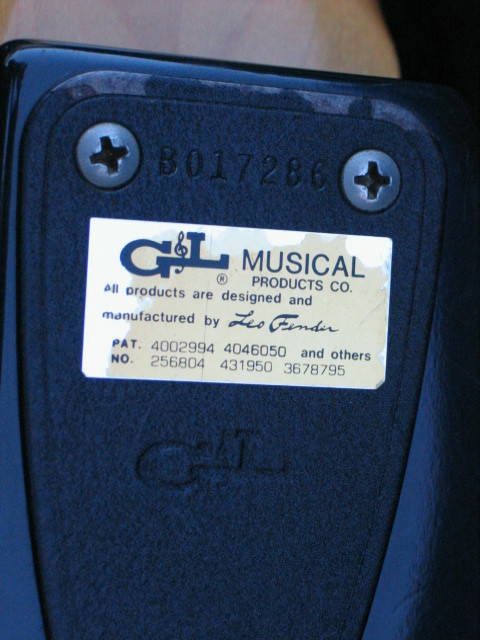 B017286
G&L MUSICAL
® PRODUCTS CO.
All products are designed and
manufactured by Leo Fender
PAT. 4002994 4046050 and others
NO. 256804 431950 3678795
G&L